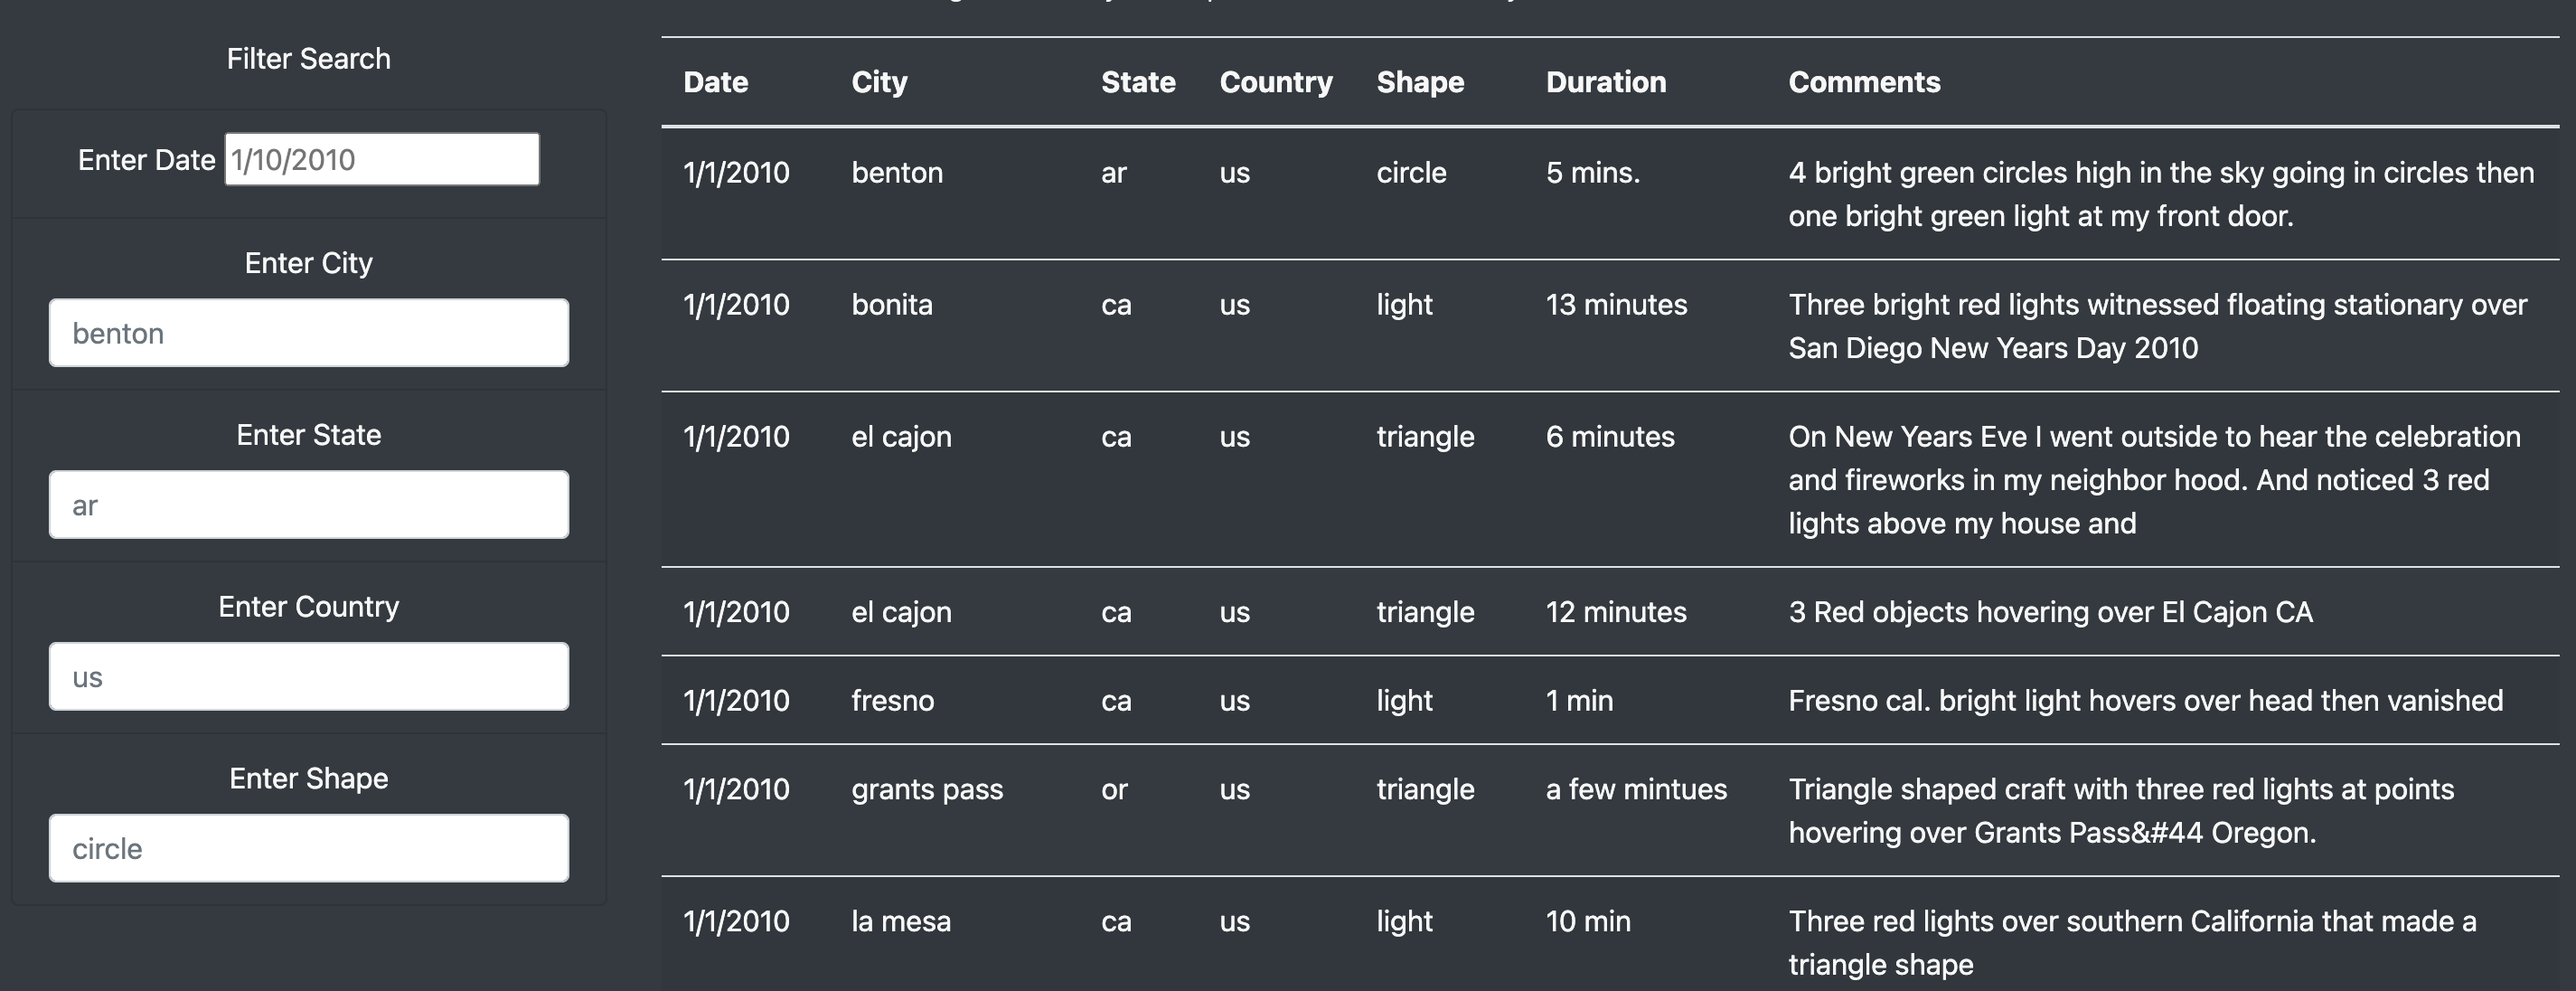 Filter Search
Enter Date 1/10/2010
Enter City
benton
Enter State
ar
Enter Country
us
Enter Shape
circle
Date City State Country Shape Duration Comments
1/1/2010 benton ar us circle 5 mins. 4 bright green circles high in the sky going in circles then
one bright green light at my front door.
1/1/2010 bonita ca us light 13 minutes Three bright red lights witnessed floating stationary over
San Diego New Years Day 2010
1/1/2010 el cajon ca us triangle 6 minutes On New Years Eve I went outside to hear the celebration
and fireworks in my neighbor hood. And noticed 3 red
lights above my house and
1/1/2010 el cajon ca us triangle 12 minutes 3 Red objects hovering over El Cajon CA
1/1/2010 fresno ca us light 1 min Fresno cal. bright light hovers over head then vanished
1/1/2010 grants pass or us triangle a few mintues Triangle shaped craft with three red lights at points
hovering over Grants Pass&#44 Oregon.
1/1/2010 la mesa ca us light 10 min Three red lights over southern California that made a
triangle shape